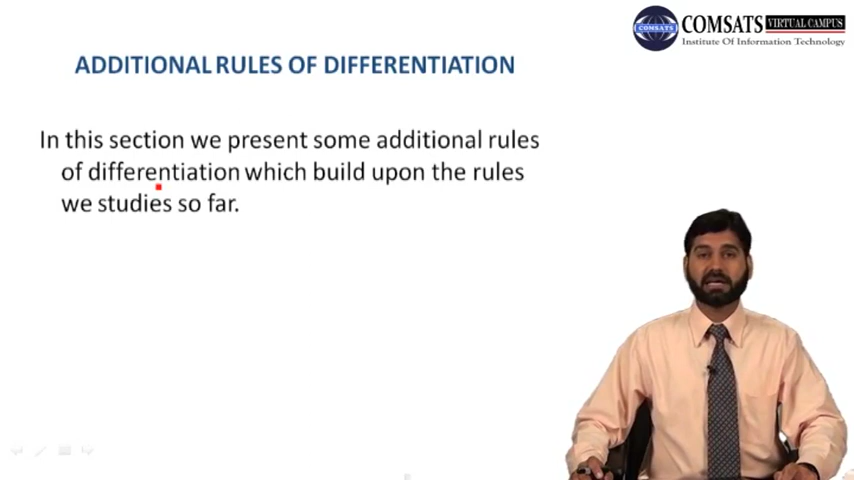 COMSATS VIRTUAL CAMPUS
COMSATS
Institute Of Information Technology
ADDITIONAL RULES OF DIFFERENTIATION
In this section we present some additional rules
of differentiation which build upon the rules
we studies so far.